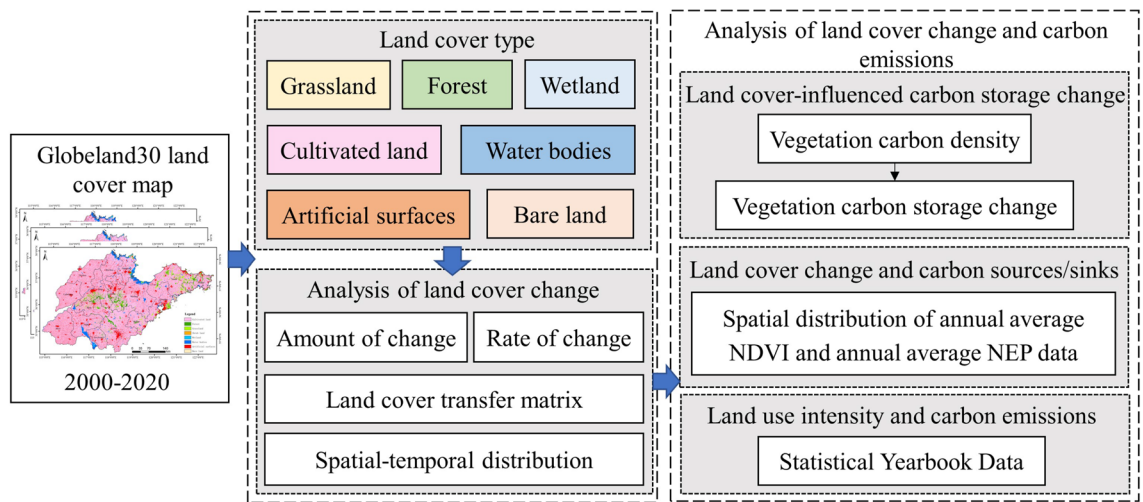 Globeland30 land
cover map
2000-2020
Land cover type
Grassland
Forest
Wetland
Cultivated land
Water bodies
Artificial surfaces
Bare land
Analysis of land cover change
Amount of change
Rate of change
Land cover transfer matrix
Spatial-temporal distribution
Analysis of land cover change and carbon
emissions
Land cover-influenced carbon storage change
Vegetation carbon density
Vegetation carbon storage change
Land cover change and carbon sources/sinks
Spatial distribution of annual average
NDVI and annual average NEP data
Land use intensity and carbon emissions
Statistical Yearbook Data